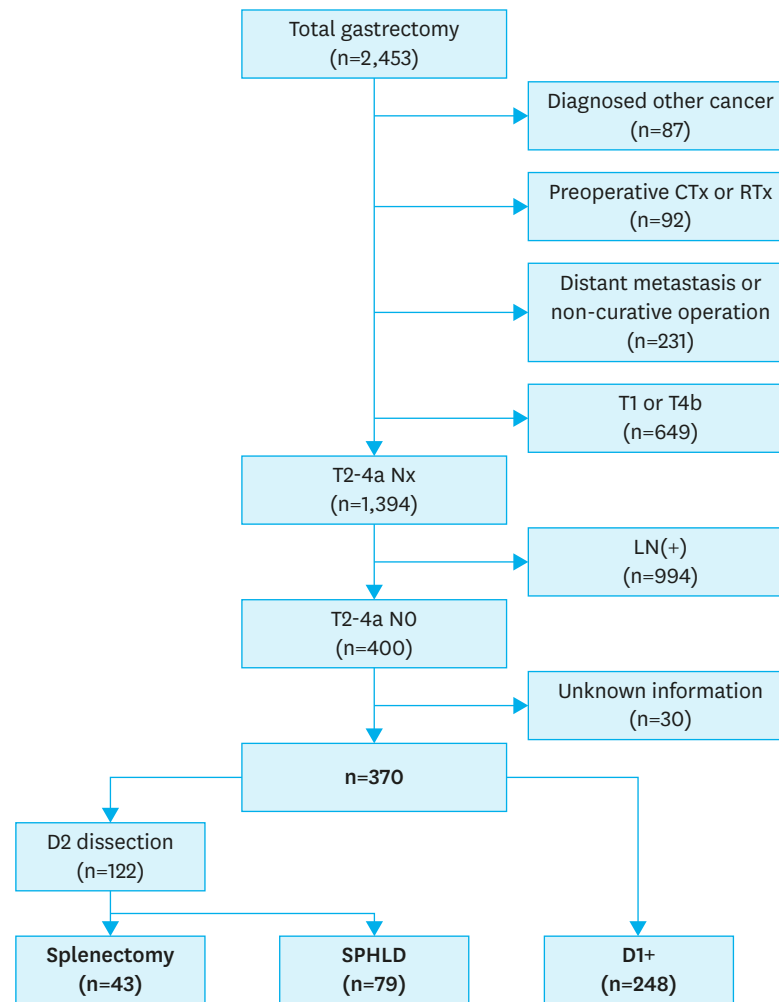 Total gastrectomy
(n=2,453)
Diagnosed other cancer
(n=87)
Preoperative CTx or RTx
(n=92)
Distant metastasis or
non-curative operation
(n=231)
T1 or T4b
(n=649)
T2-4a Nx
(n=1,394)
LN(+)
(n=994)
T2-4a N0
(n=400)
Unknown information
(n=30)
n=370
D2 dissection
(n=122)
Splenectomy
(n=43)
SPHLD
(n=79)
D1+
(n=248)